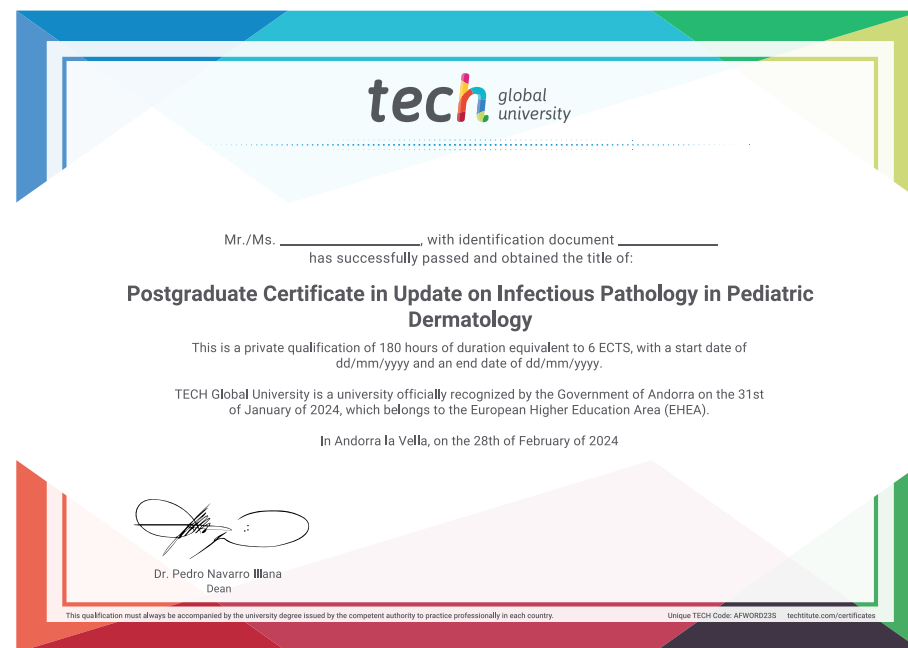 tech global
university
Mr./Ms. ____________________, with identification document ______________
has successfully passed and obtained the title of:
Postgraduate Certificate in Update on Infectious Pathology in Pediatric
Dermatology
This is a private qualification of 180 hours of duration equivalent to 6 ECTS, with a start date of
dd/mm/yyyy and an end date of dd/mm/yyyy.
TECH Global University is a university officially recognized by the Government of Andorra on the 31st
of January of 2024, which belongs to the European Higher Education Area (EHEA).
In Andorra la Vella, on the 28th of February of 2024
Dr. Pedro Navarro Illana
Dean
This qualification must always be accompanied by the university degree issued by the competent authority to practice professionally in each country.
Unique TECH Code: AFWORD23S techtitute.com/certificates